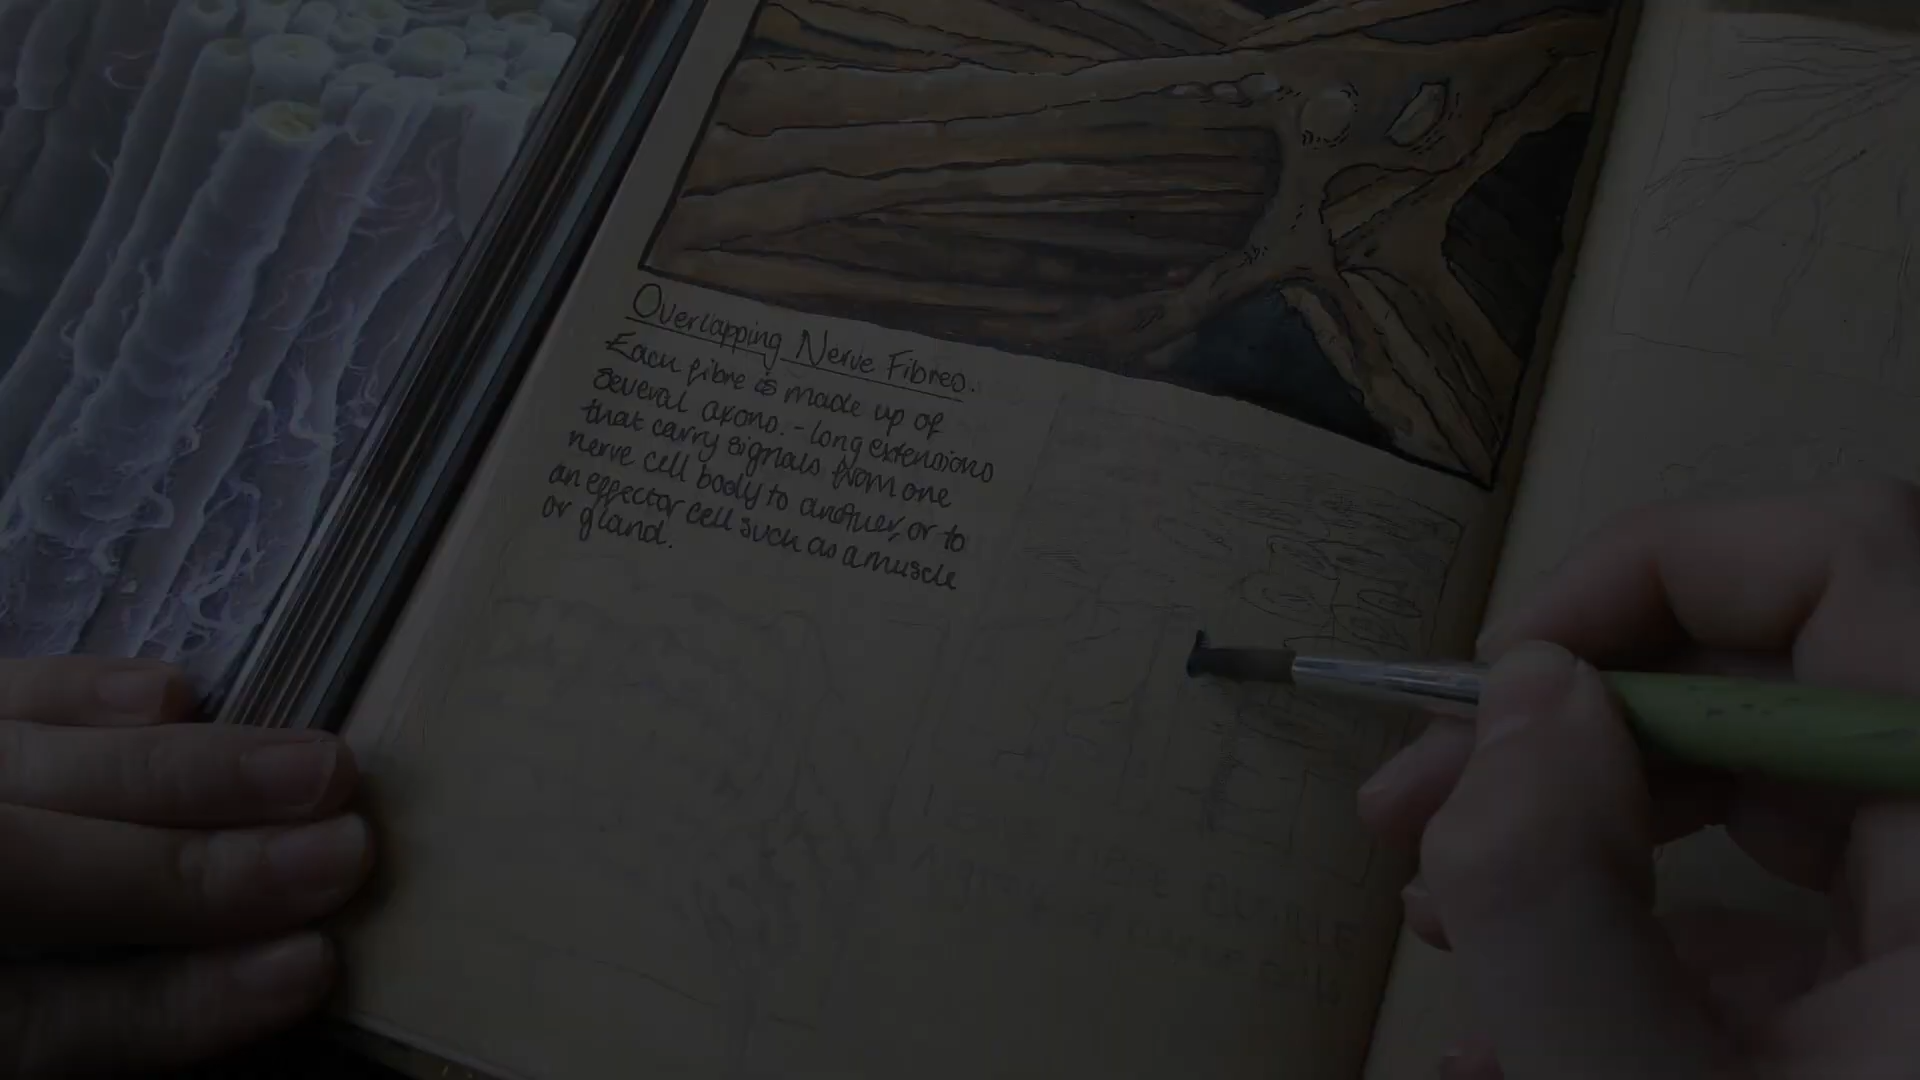 Overlapping Nerve Fibres.
Each fibre is made up of
several axons. - long extensions
that carry signals from one
nerve cell body to another, or to
an effector cell such as a muscle
or gland.